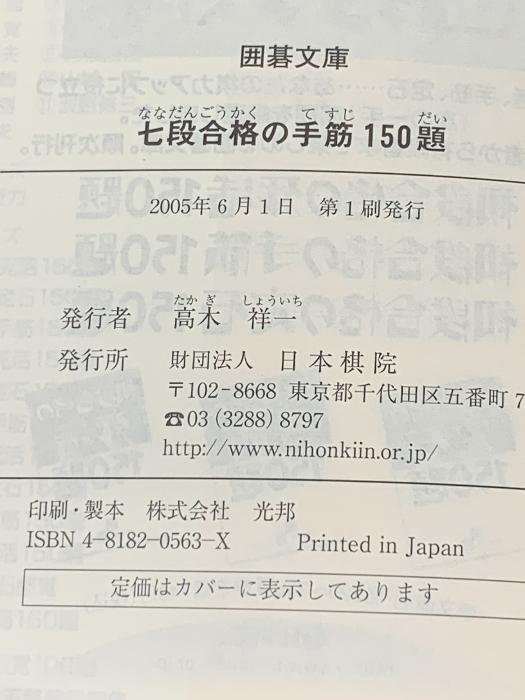 囲碁文庫
ななだんごうかく て すじ だい
七段合格の手筋150題
2005年6月1日 第1刷発行
たか ぎ しょういち
発行者 高木 祥一
発行所 財団法人 日本棋院
〒102-8668 東京都千代田区五番町7
☎03(3288)8797
http://www.nihonkiin.or.jp/
印刷・製本 株式会社 光邦
ISBN 4-8182-0563-X Printed in Japan
定価はカバーに表示してあります